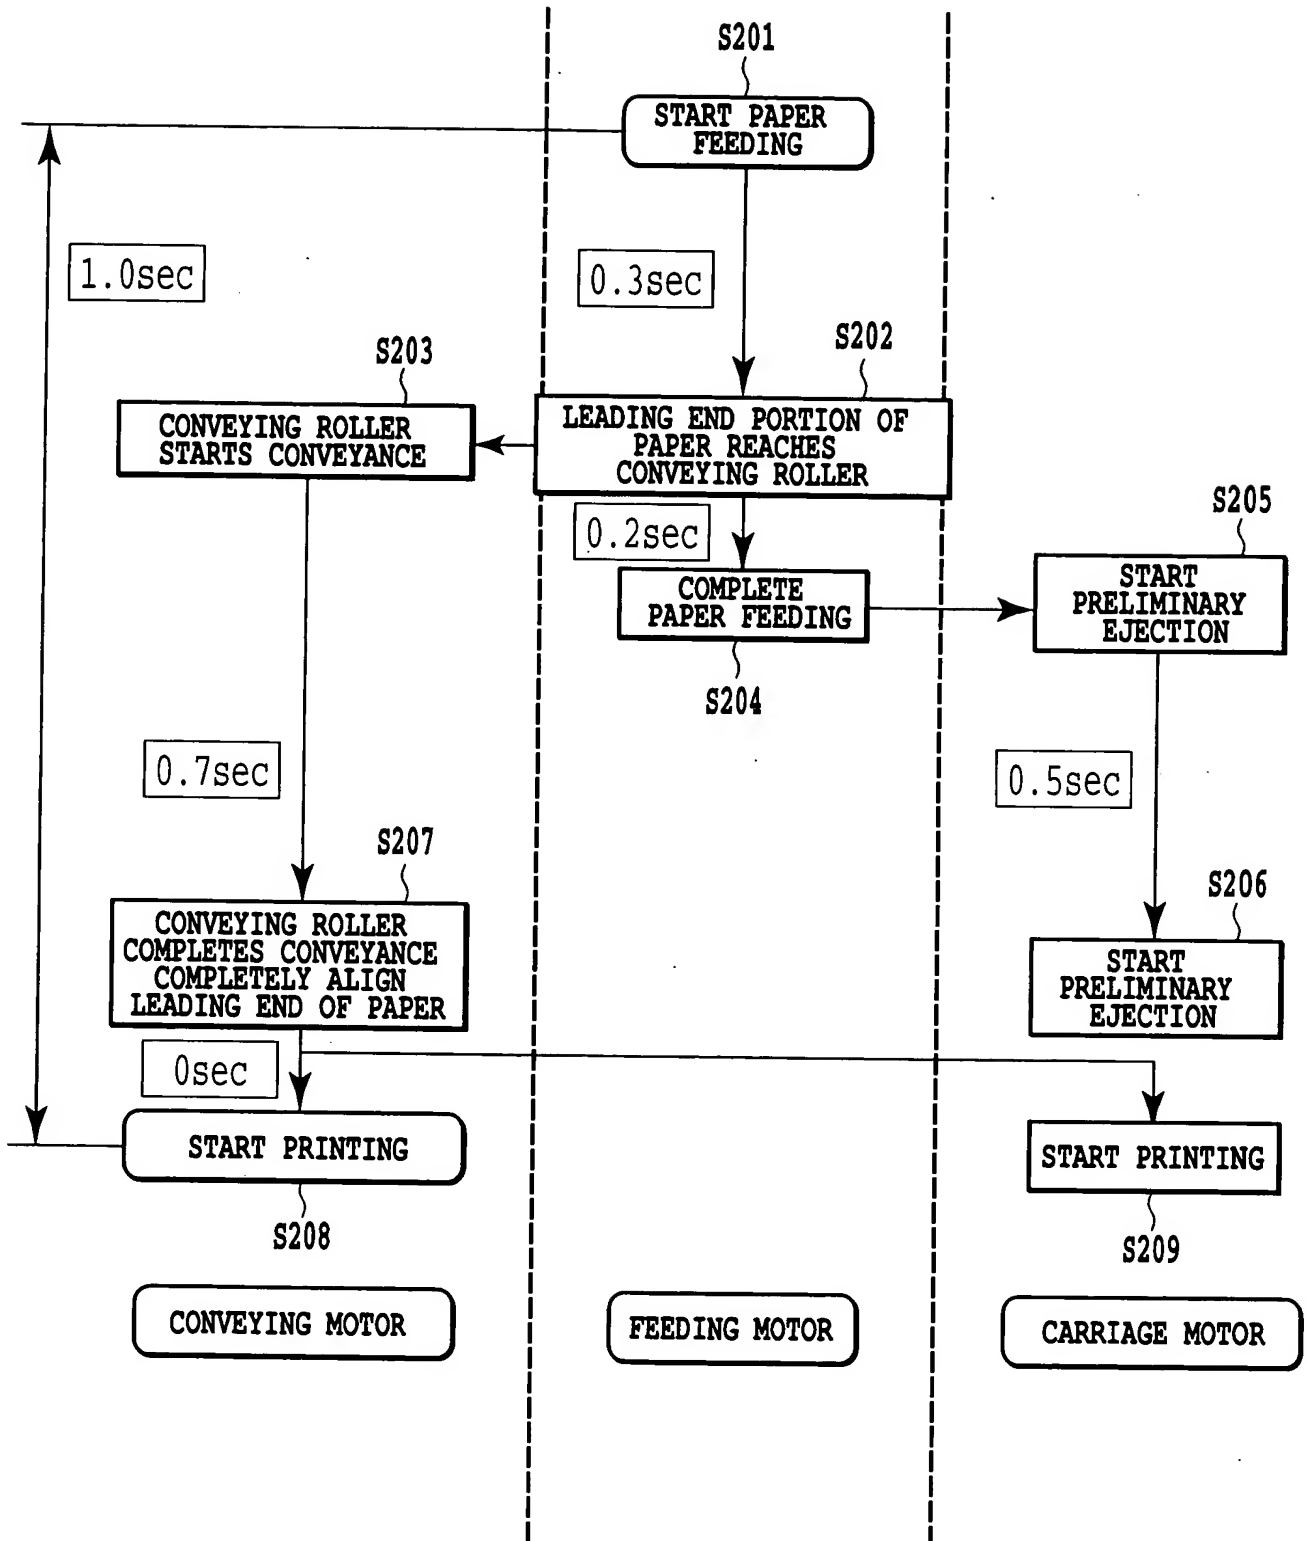 S201
START PAPER
FEEDING
1.0sec
0.3sec
S202
S203
LEADING END PORTION OF
PAPER REACHES
CONVEYING ROLLER
CONVEYING ROLLER
STARTS CONVEYANCE
0.2sec
S205
COMPLETE
PAPER FEEDING
START
PRELIMINARY
EJECTION
S204
0.7sec
0.5sec
S207
S206
CONVEYING ROLLER
COMPLETES CONVEYANCE
COMPLETELY ALIGN
LEADING END OF PAPER
START
PRELIMINARY
EJECTION
0sec
START PRINTING
START PRINTING
S208
S209
CONVEYING MOTOR
FEEDING MOTOR
CARRIAGE MOTOR